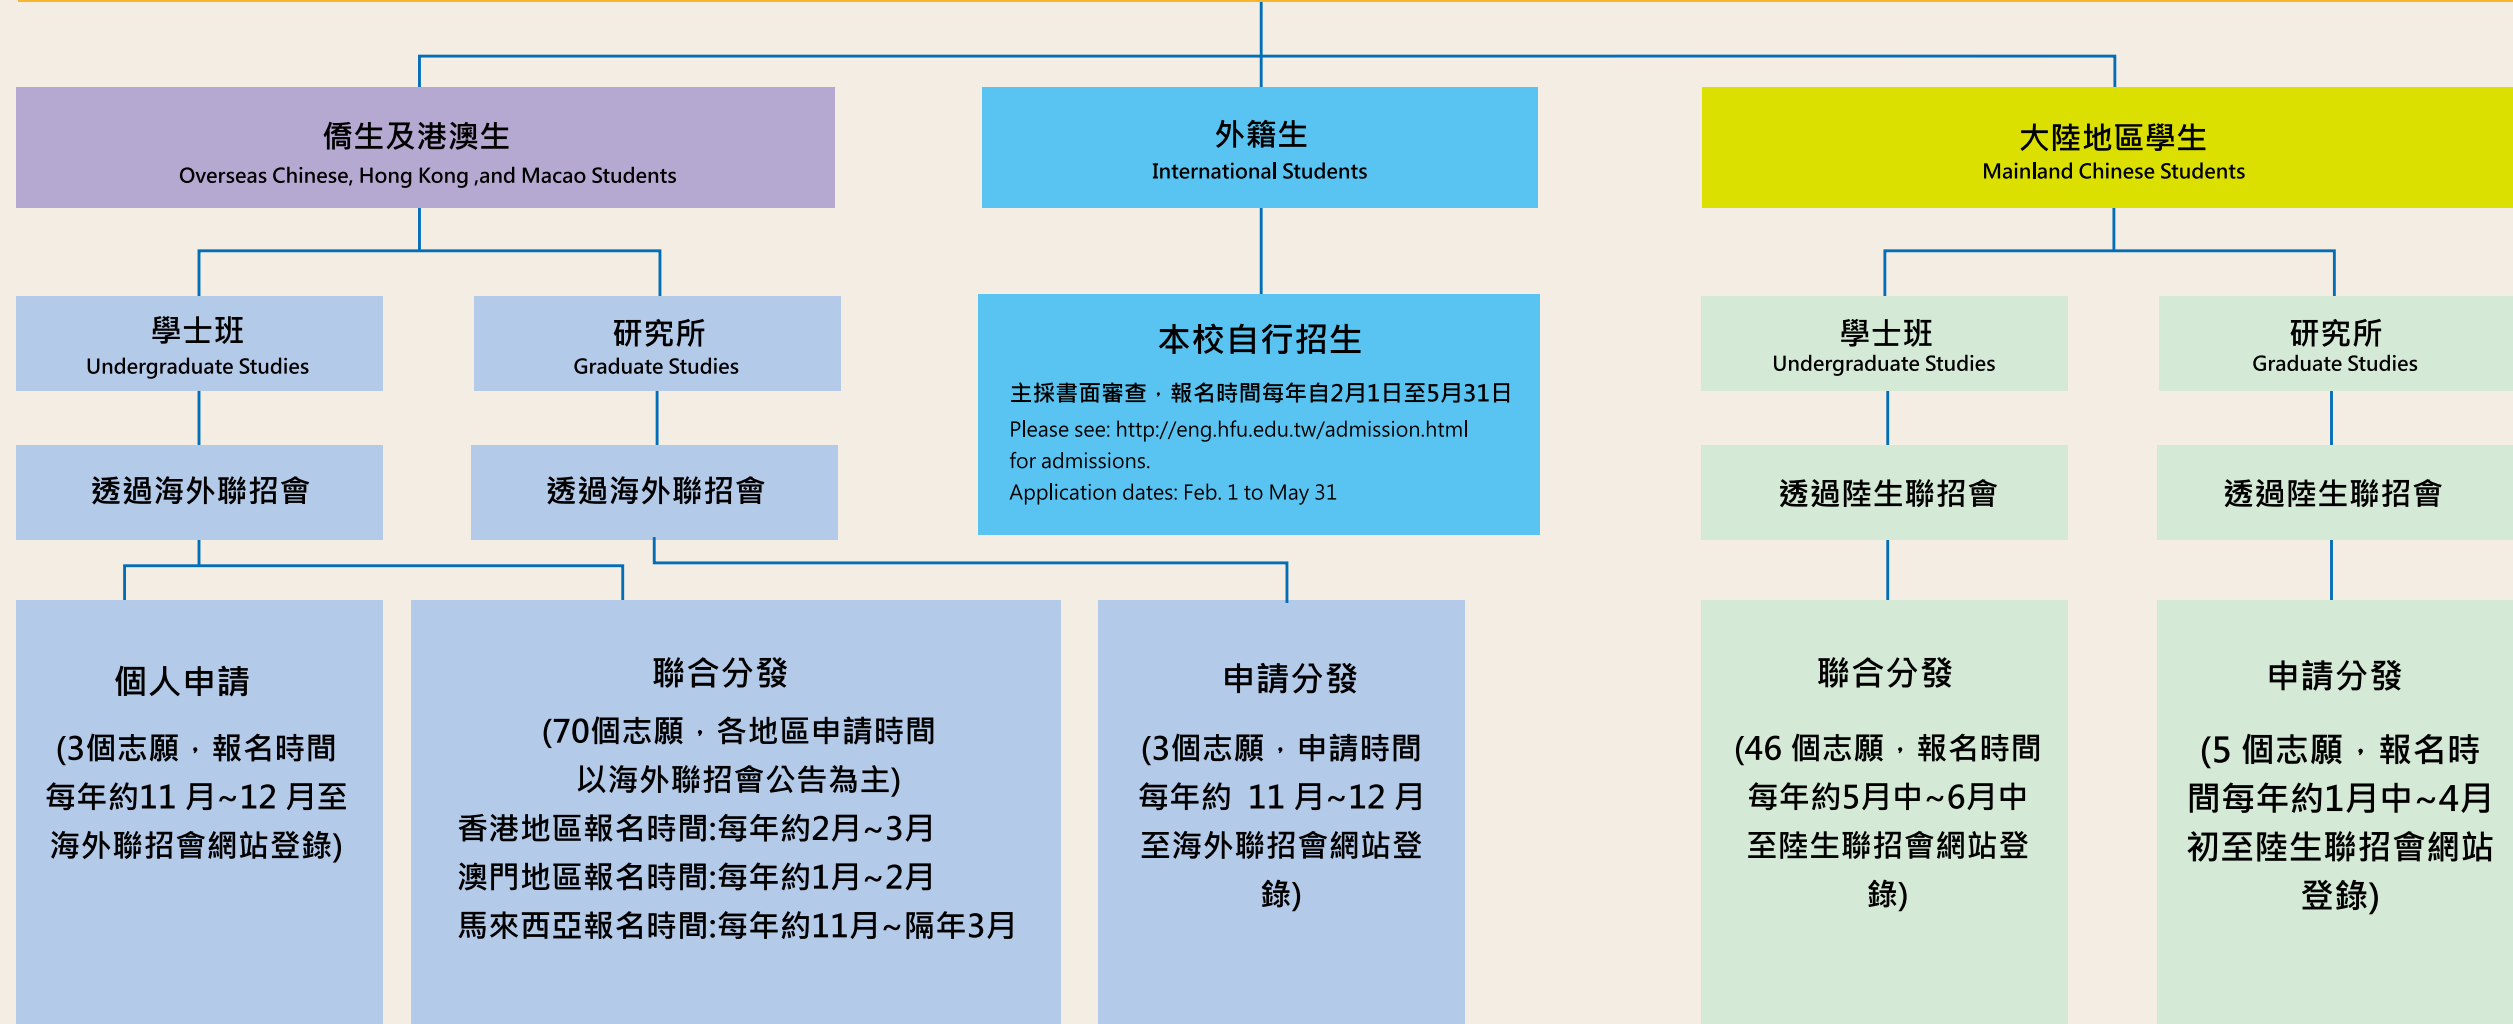 僑生及港澳生
Overseas Chinese, Hong Kong ,and Macao Students
外籍生
International Students
大陸地區學生
Mainland Chinese Students
學士班
Undergraduate Studies
研究所
Graduate Studies
本校自行招生
主採書面審查，報名時間每年自2月1日至5月31日
Please see: http://eng.hfu.edu.tw/admission.html
for admissions.
Application dates: Feb. 1 to May 31
學士班
Undergraduate Studies
研究所
Graduate Studies
透過海外聯招會
透過海外聯招會
透過陸生聯招會
透過陸生聯招會
個人申請
(3個志願，報名時間
每年約11 月~12 月至
海外聯招會網站登錄)
聯合分發
(70個志願，各地區申請時間
以海外聯招會公告為主)
香港地區報名時間:每年約2月~3月
澳門地區報名時間:每年約1月~2月
馬來西亞報名時間:每年約11月~隔年3月
申請分發
(3個志願，申請時間
每年約 11 月~12 月
至海外聯招會網站登
錄)
聯合分發
(46 個志願，報名時間
每年約5月中~6月中
至陸生聯招會網站登
錄)
申請分發
(5 個志願，報名時
間每年約1月中~4月
初至陸生聯招會網站
登錄)